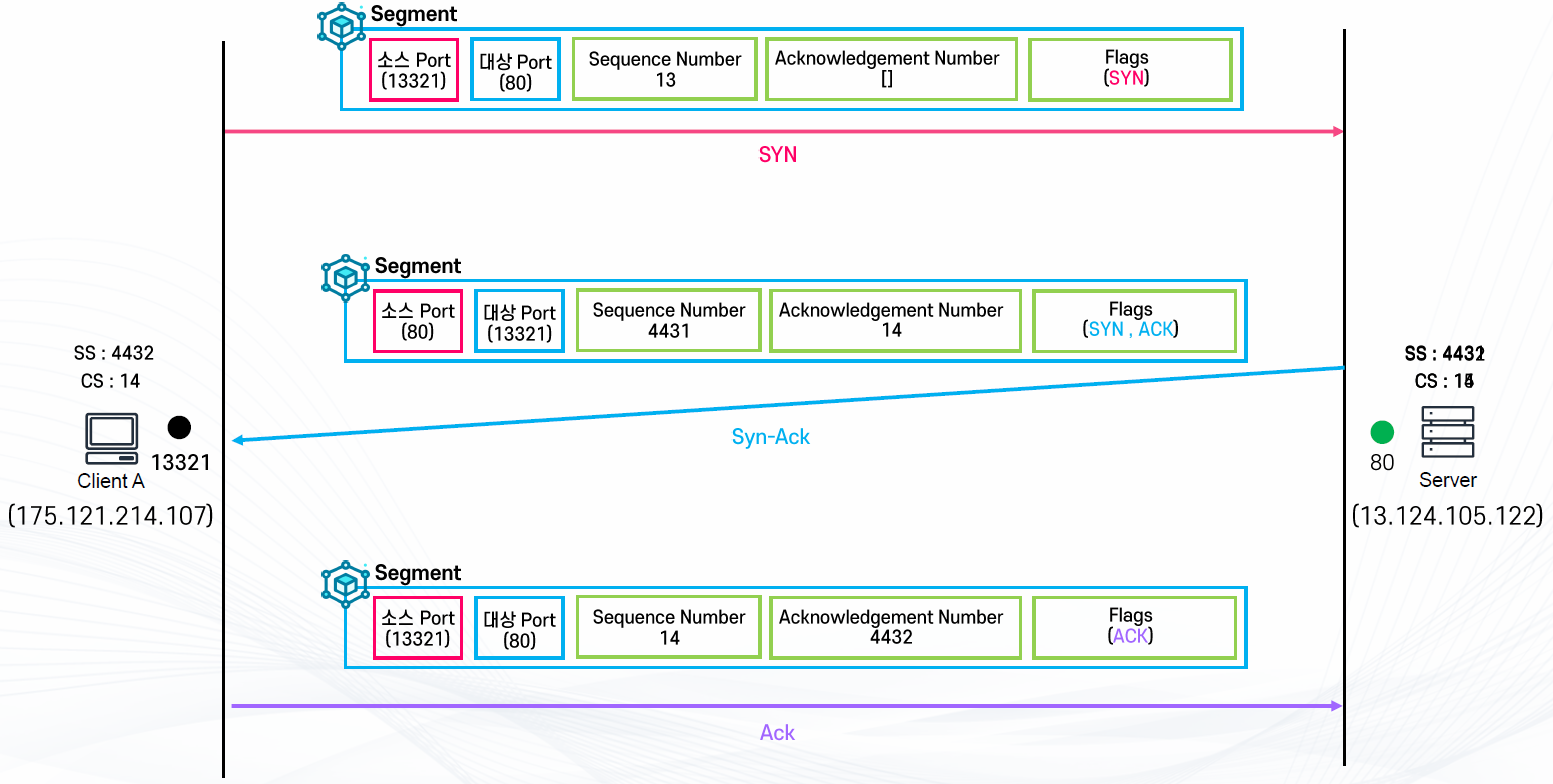 Segment
소스 Port
(13321)
대상 Port
(80)
Sequence Number
13
Acknowledgement Number
[]
Flags
(SYN)
SYN
Segment
소스 Port
(80)
대상 Port
(13321)
Sequence Number
4431
Acknowledgement Number
14
Flags
(SYN , ACK)
SS : 4432
CS : 14
13321
Client A
(175.121.214.107)
Syn-Ack
SS :
CS :
80
Server
(13.124.105.122)
Segment
소스 Port
(13321)
대상 Port
(80)
Sequence Number
14
Acknowledgement Number
4432
Flags
(ACK)
Ack